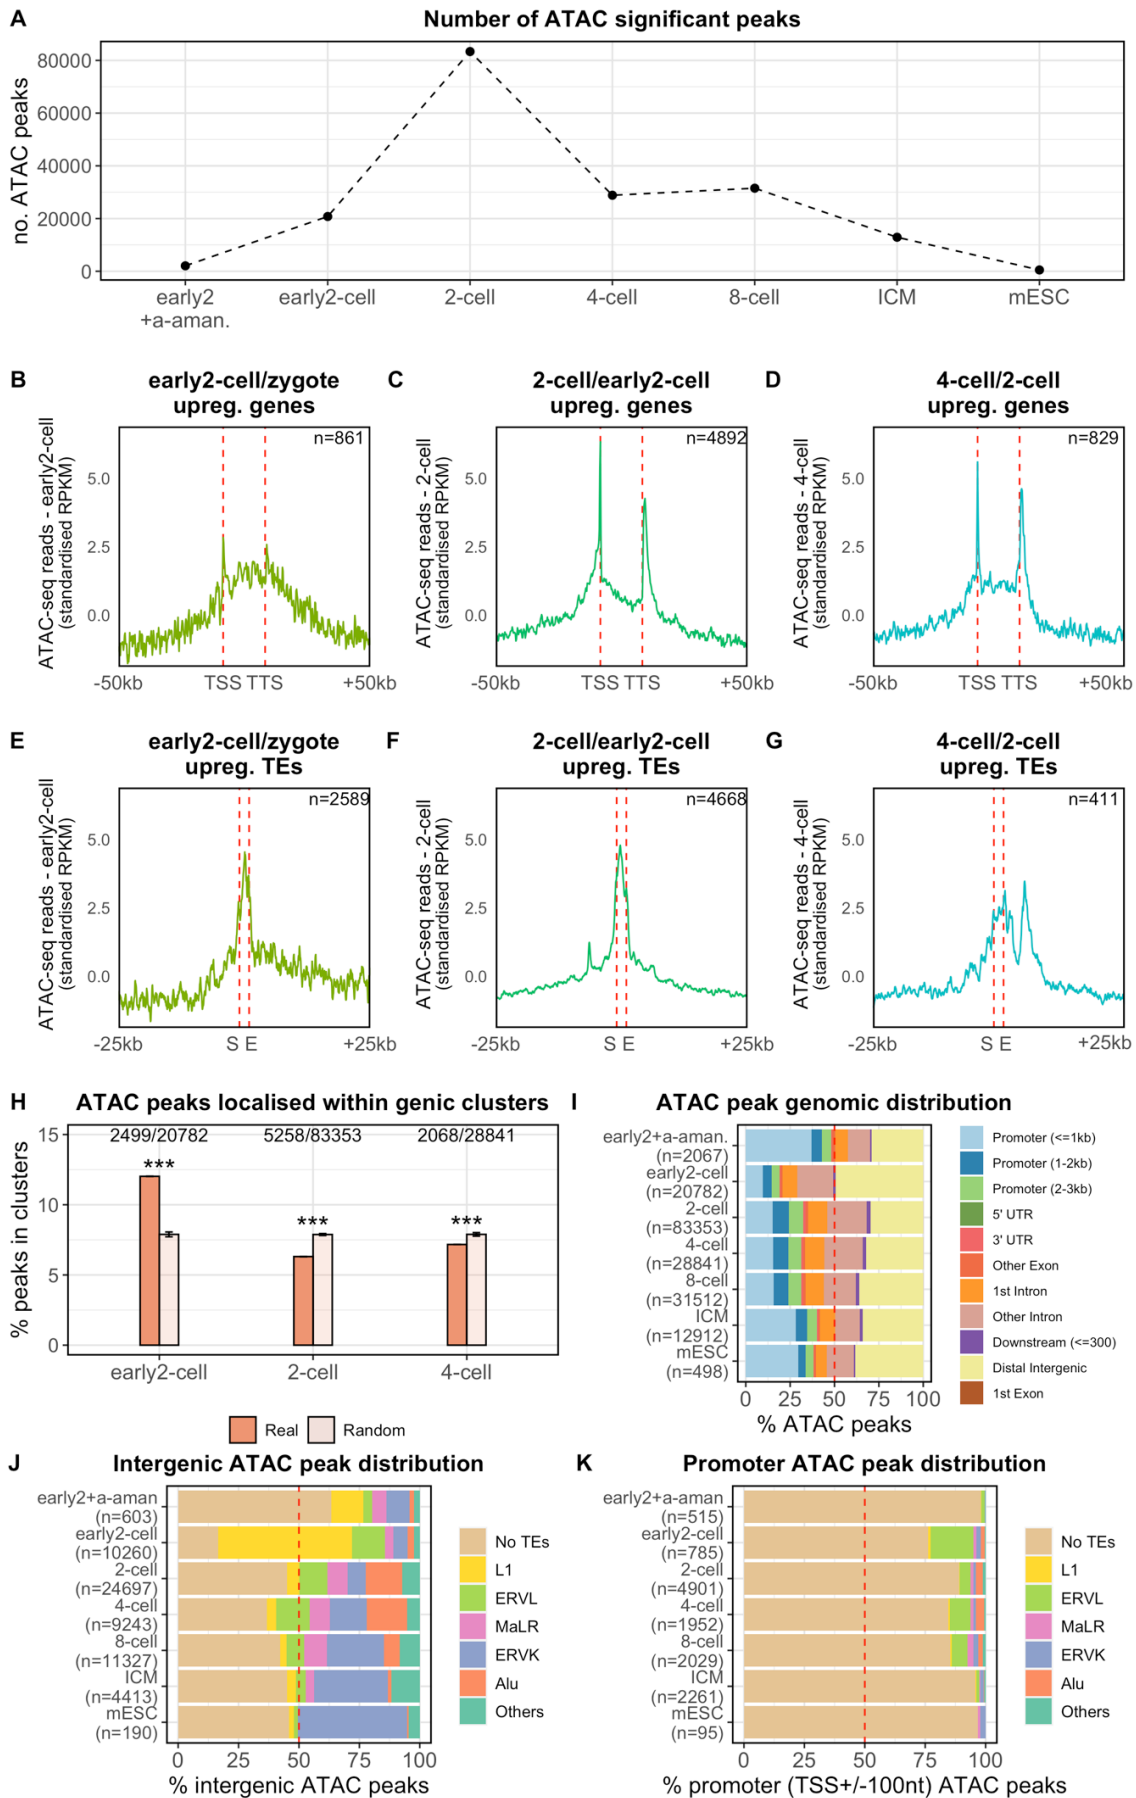 A
Number of ATAC significant peaks
no. ATAC peaks
80000
60000
40000
20000
0
early2
+a-aman.
early2-cell
2-cell
4-cell
8-cell
ICM
mESC
B
early2-cell/zygote
upreg. genes
n=861
ATAC-seq reads - early2-cell
(standardised RPKM)
5.0
2.5
0.0
-50kb
TSS TTS
+50kb
C
2-cell/early2-cell
upreg. genes
n=4892
ATAC-seq reads - 2-cell
(standardised RPKM)
5.0
2.5
0.0
-50kb
TSS TTS
+50kb
D
4-cell/2-cell
upreg. genes
n=829
ATAC-seq reads - 4-cell
(standardised RPKM)
5.0
2.5
0.0
-50kb
TSS TTS
+50kb
E
early2-cell/zygote
upreg. TEs
n=2589
ATAC-seq reads - early2-cell
(standardised RPKM)
5.0
2.5
0.0
-25kb
S E
+25kb
F
2-cell/early2-cell
upreg. TEs
n=4668
ATAC-seq reads - 2-cell
(standardised RPKM)
5.0
2.5
0.0
-25kb
S E
+25kb
G
4-cell/2-cell
upreg. TEs
n=411
ATAC-seq reads - 4-cell
(standardised RPKM)
5.0
2.5
0.0
-25kb
S E
+25kb
H
ATAC peaks localised within genic clusters
% peaks in clusters
15
10
5
0
2499/20782
5258/83353
2068/28841
***
***
***
early2-cell
2-cell
4-cell
Real
Random
I
ATAC peak genomic distribution
early2+a-aman.
(n=2067)
early2-cell
(n=20782)
2-cell
(n=83353)
4-cell
(n=28841)
8-cell
(n=31512)
ICM
(n=12912)
mESC
(n=498)
0
25
50
75
100
% ATAC peaks
Promoter (<=1kb)
Promoter (1-2kb)
Promoter (2-3kb)
5' UTR
3' UTR
Other Exon
1st Intron
Other Intron
Downstream (<=300)
Distal Intergenic
1st Exon
J
Intergenic ATAC peak distribution
early2+a-aman
(n=603)
early2-cell
(n=10260)
2-cell
(n=24697)
4-cell
(n=9243)
8-cell
(n=11327)
ICM
(n=4413)
mESC
(n=190)
0
25
50
75
100
% intergenic ATAC peaks
No TEs
L1
ERVL
MaLR
ERVK
Alu
Others
K
Promoter ATAC peak distribution
early2+a-aman
(n=515)
early2-cell
(n=785)
2-cell
(n=4901)
4-cell
(n=1952)
8-cell
(n=2029)
ICM
(n=2261)
mESC
(n=95)
0
25
50
75
100
% promoter (TSS+/-100nt) ATAC peaks
No TEs
L1
ERVL
MaLR
ERVK
Alu
Others